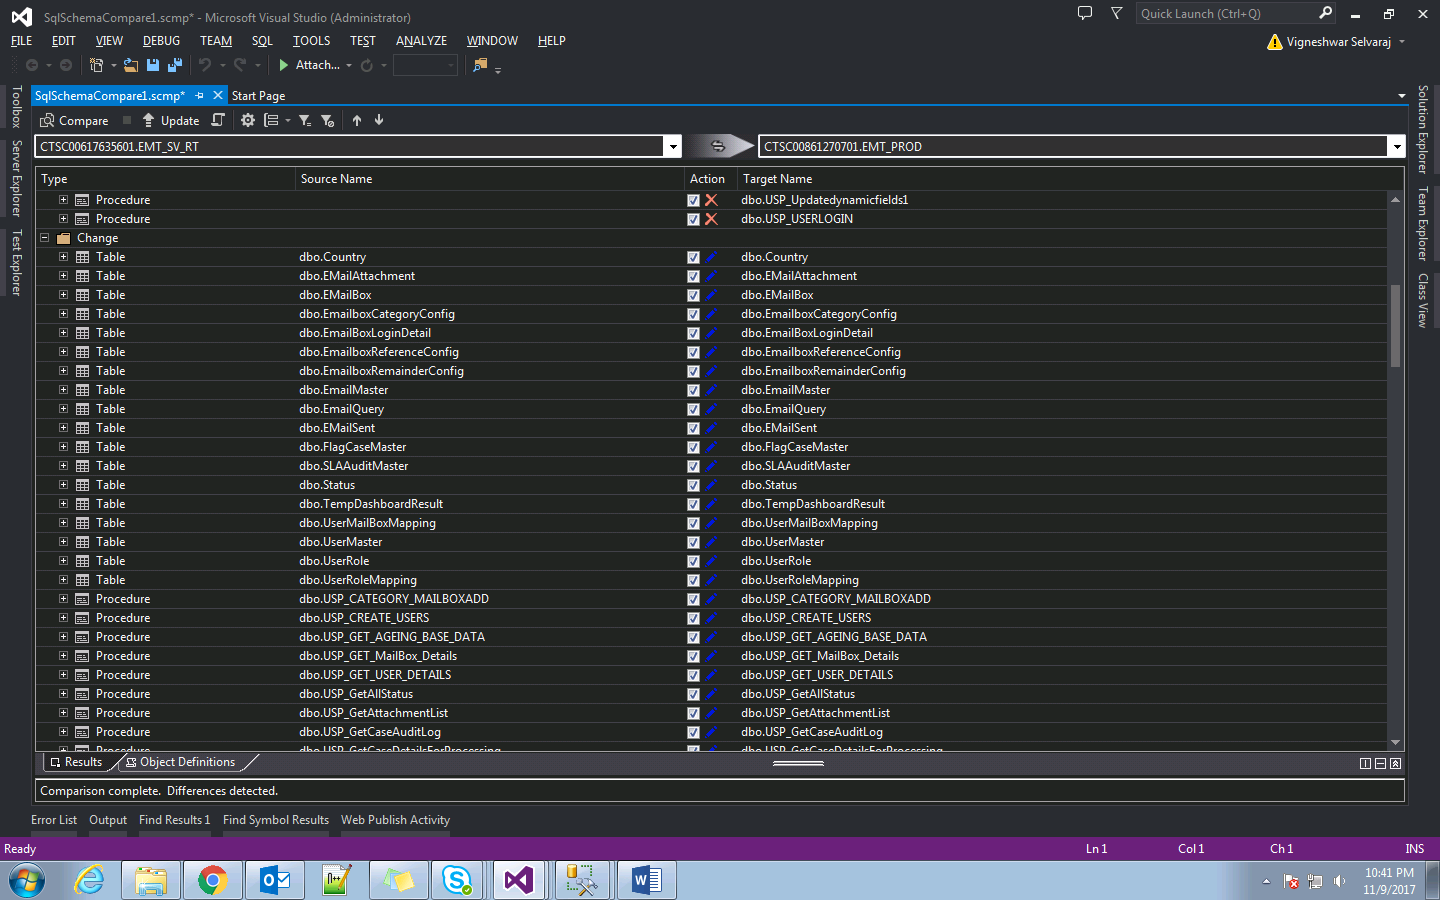 SqlSchemaCompare1.scmp* - Microsoft Visual Studio (Administrator)
Quick Launch (Ctrl+Q)
FILE EDIT VIEW DEBUG TEAM SQL TOOLS TEST ANALYZE WINDOW HELP
Vigneshwar Selvaraj
Attach...
SqlSchemaCompare1.scmp* Start Page
Compare Update
CTSC00617635601.EMT_SV_RT CTSC00861270701.EMT_PROD
Type Source Name Action Target Name
Procedure dbo.USP_Updatedynamicfields1
Procedure dbo.USP_USERLOGIN
Change
Table dbo.Country dbo.Country
Table dbo.EMailAttachment dbo.EMailAttachment
Table dbo.EMailBox dbo.EMailBox
Table dbo.EmailboxCategoryConfig dbo.EmailboxCategoryConfig
Table dbo.EmailBoxLoginDetail dbo.EmailBoxLoginDetail
Table dbo.EmailboxReferenceConfig dbo.EmailboxReferenceConfig
Table dbo.EmailboxRemainderConfig dbo.EmailboxRemainderConfig
Table dbo.EmailMaster dbo.EmailMaster
Table dbo.EmailQuery dbo.EmailQuery
Table dbo.EMailSent dbo.EMailSent
Table dbo.FlagCaseMaster dbo.FlagCaseMaster
Table dbo.SLAAuditMaster dbo.SLAAuditMaster
Table dbo.Status dbo.Status
Table dbo.TempDashboardResult dbo.TempDashboardResult
Table dbo.UserMailBoxMapping dbo.UserMailBoxMapping
Table dbo.UserMaster dbo.UserMaster
Table dbo.UserRole dbo.UserRole
Table dbo.UserRoleMapping dbo.UserRoleMapping
Procedure dbo.USP_CATEGORY_MAILBOXADD dbo.USP_CATEGORY_MAILBOXADD
Procedure dbo.USP_CREATE_USERS dbo.USP_CREATE_USERS
Procedure dbo.USP_GET_AGEING_BASE_DATA dbo.USP_GET_AGEING_BASE_DATA
Procedure dbo.USP_GET_MailBox_Details dbo.USP_GET_MailBox_Details
Procedure dbo.USP_GET_USER_DETAILS dbo.USP_GET_USER_DETAILS
Procedure dbo.USP_GetAllStatus dbo.USP_GetAllStatus
Procedure dbo.USP_GetAttachmentList dbo.USP_GetAttachmentList
Procedure dbo.USP_GetCaseAuditLog dbo.USP_GetCaseAuditLog
Procedure dbo.USP_GetCaseDetailsForProcessing dbo.USP_GetCaseDetailsForProcessing
Results Object Definitions
Comparison complete. Differences detected.
Error List Output Find Results 1 Find Symbol Results Web Publish Activity
Ready Ln 1 Col 1 Ch 1 INS
10:41 PM
11/9/2017
Toolbox
Server Explorer
Test Explorer
Solution Explorer
Team Explorer
Class View